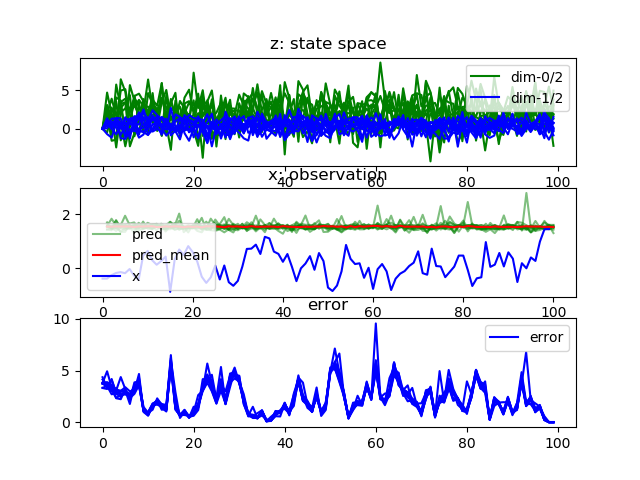 z: state space
5
0
dim-0/2
dim-1/2
0 20 40 60 80 100
x: observation
2
0
pred
pred_mean
x
0 20 40 60 80 100
error
10
5
0
error
0 20 40 60 80 100